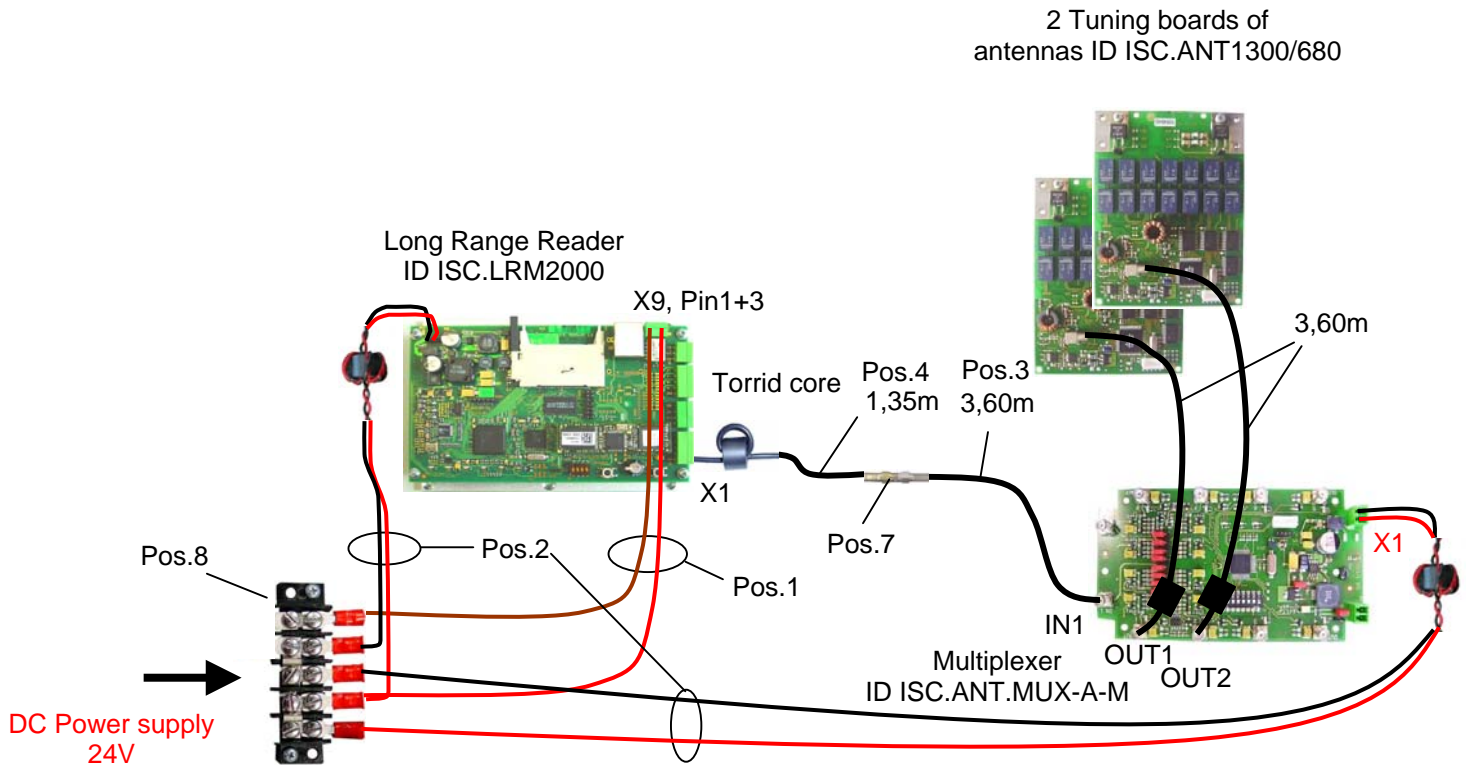 2 Tuning boards of
antennas ID ISC.ANT1300/680
Long Range Reader
ID ISC.LRM2000
X9, Pin1+3
3,60m
Torrid core
Pos.4
1,35m
Pos.3
3,60m
X1
Pos.7
Pos.8
Pos.2
Pos.1
X1
IN1
OUT1
OUT2
Multiplexer
ID ISC.ANT.MUX-A-M
DC Power supply
24V